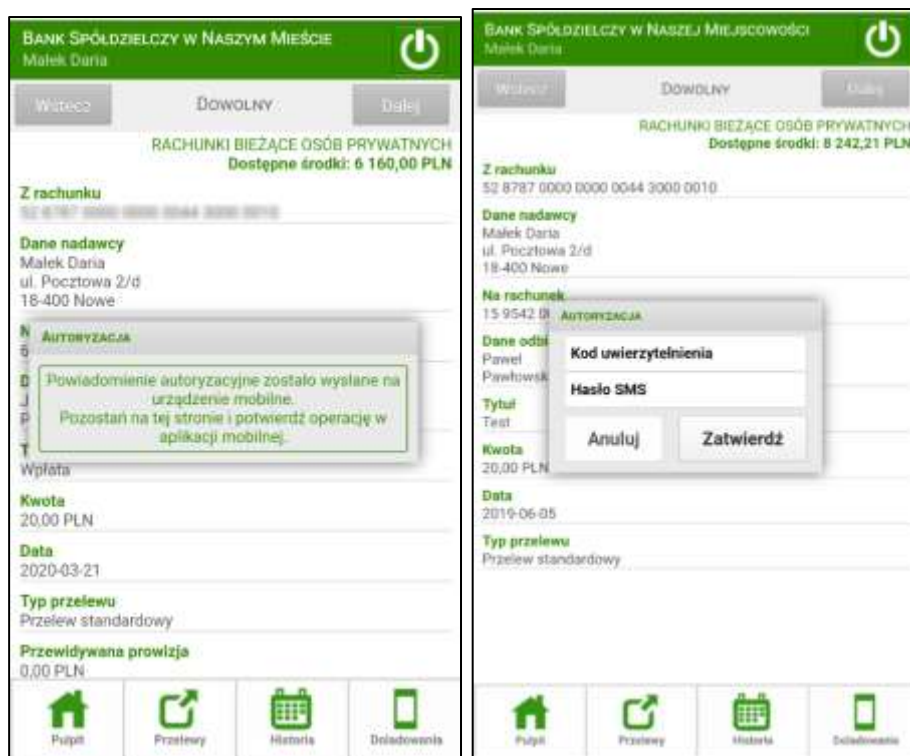 BANK SPÓŁDZIELCZY W NASZYM MIEŚCIE
Małek Daria
Wstecz
DOWOLNY
Dalej
RACHUNKI BIEŻĄCE OSÓB PRYWATNYCH
Dostępne środki: 6 160,00 PLN
Z rachunku
Dane nadawcy
Małek Daria
ul. Pocztowa 2/d
18-400 Nowe
AUTORYZACJA
Powiadomienie autoryzacyjne zostało wysłane na
urządzenie mobilne.
Pozostań na tej stronie i potwierdź operację w
aplikacji mobilnej.
Wpłata
Kwota
20,00 PLN
Data
2020-03-21
Typ przelewu
Przelew standardowy
Przewidywana prowizja
0,00 PLN
Pulpit
Przelewy
Historia
Doładowania
BANK SPÓŁDZIELCZY W NASZEJ MIEJSCOWOŚCI
Małek Daria
Wstecz
DOWOLNY
Dalej
RACHUNKI BIEŻĄCE OSÓB PRYWATNYCH
Dostępne środki: 8 242,21 PLN
Z rachunku
52 8787 0000 0000 0044 3000 0010
Dane nadawcy
Małek Daria
ul. Pocztowa 2/d
18-400 Nowe
Na rachunek
15 9542
AUTORYZACJA
Dane odbi
Paweł
Pawłowsk
Kod uwierzytelnienia
Hasło SMS
Anuluj
Zatwierdź
Tytuł
Test
Kwota
20,00 PLN
Data
2019-06-05
Typ przelewu
Przelew standardowy
Pulpit
Przelewy
Historia
Doładowania